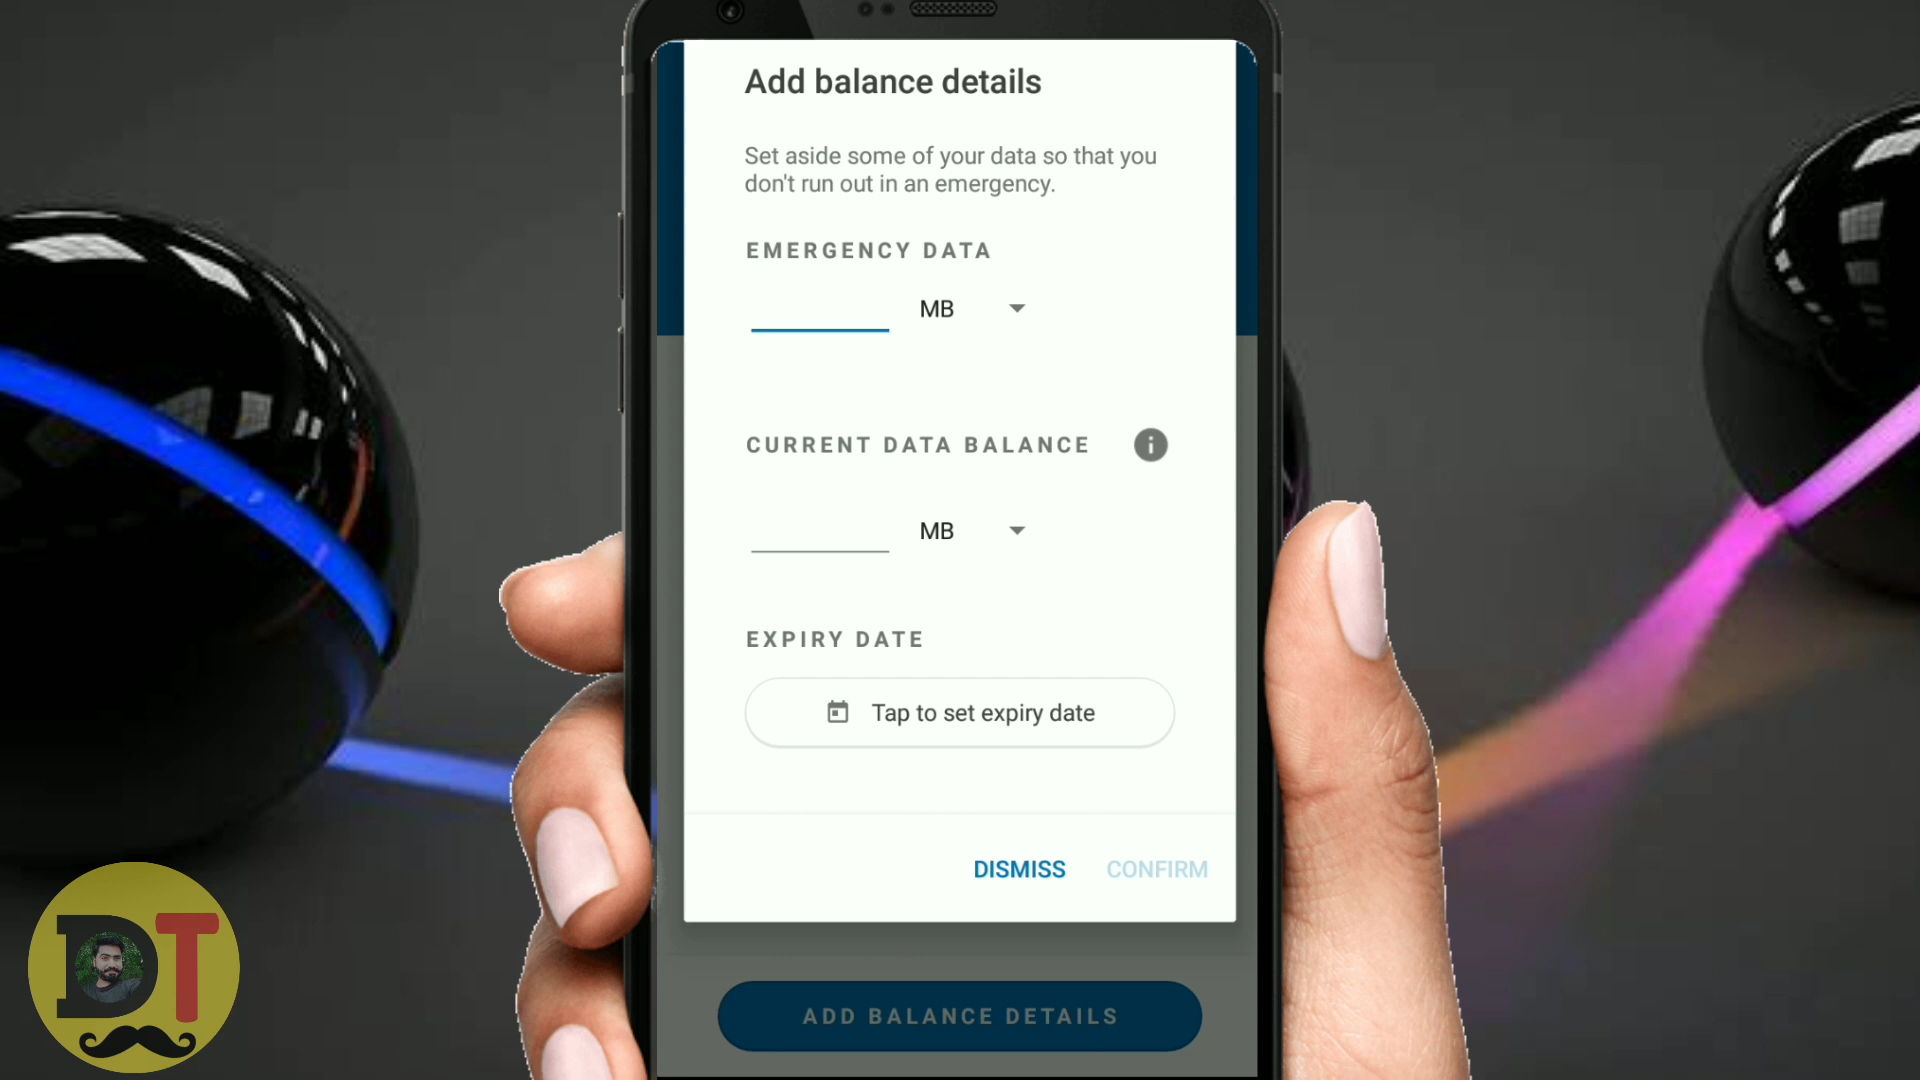 Add balance details
Set aside some of your data so that you
don't run out in an emergency.
EMERGENCY DATA
MB
CURRENT DATA BALANCE
MB
EXPIRY DATE
Tap to set expiry date
DISMISS CONFIRM
ADD BALANCE DETAILS
DT